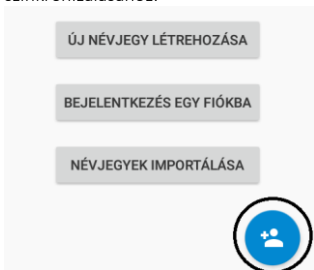 ÚJ NÉVJEGY LÉTREHOZÁSA
BEJELENTKEZÉS EGY FIÓKBA
NÉVJEGYEK IMPORTÁLÁSA